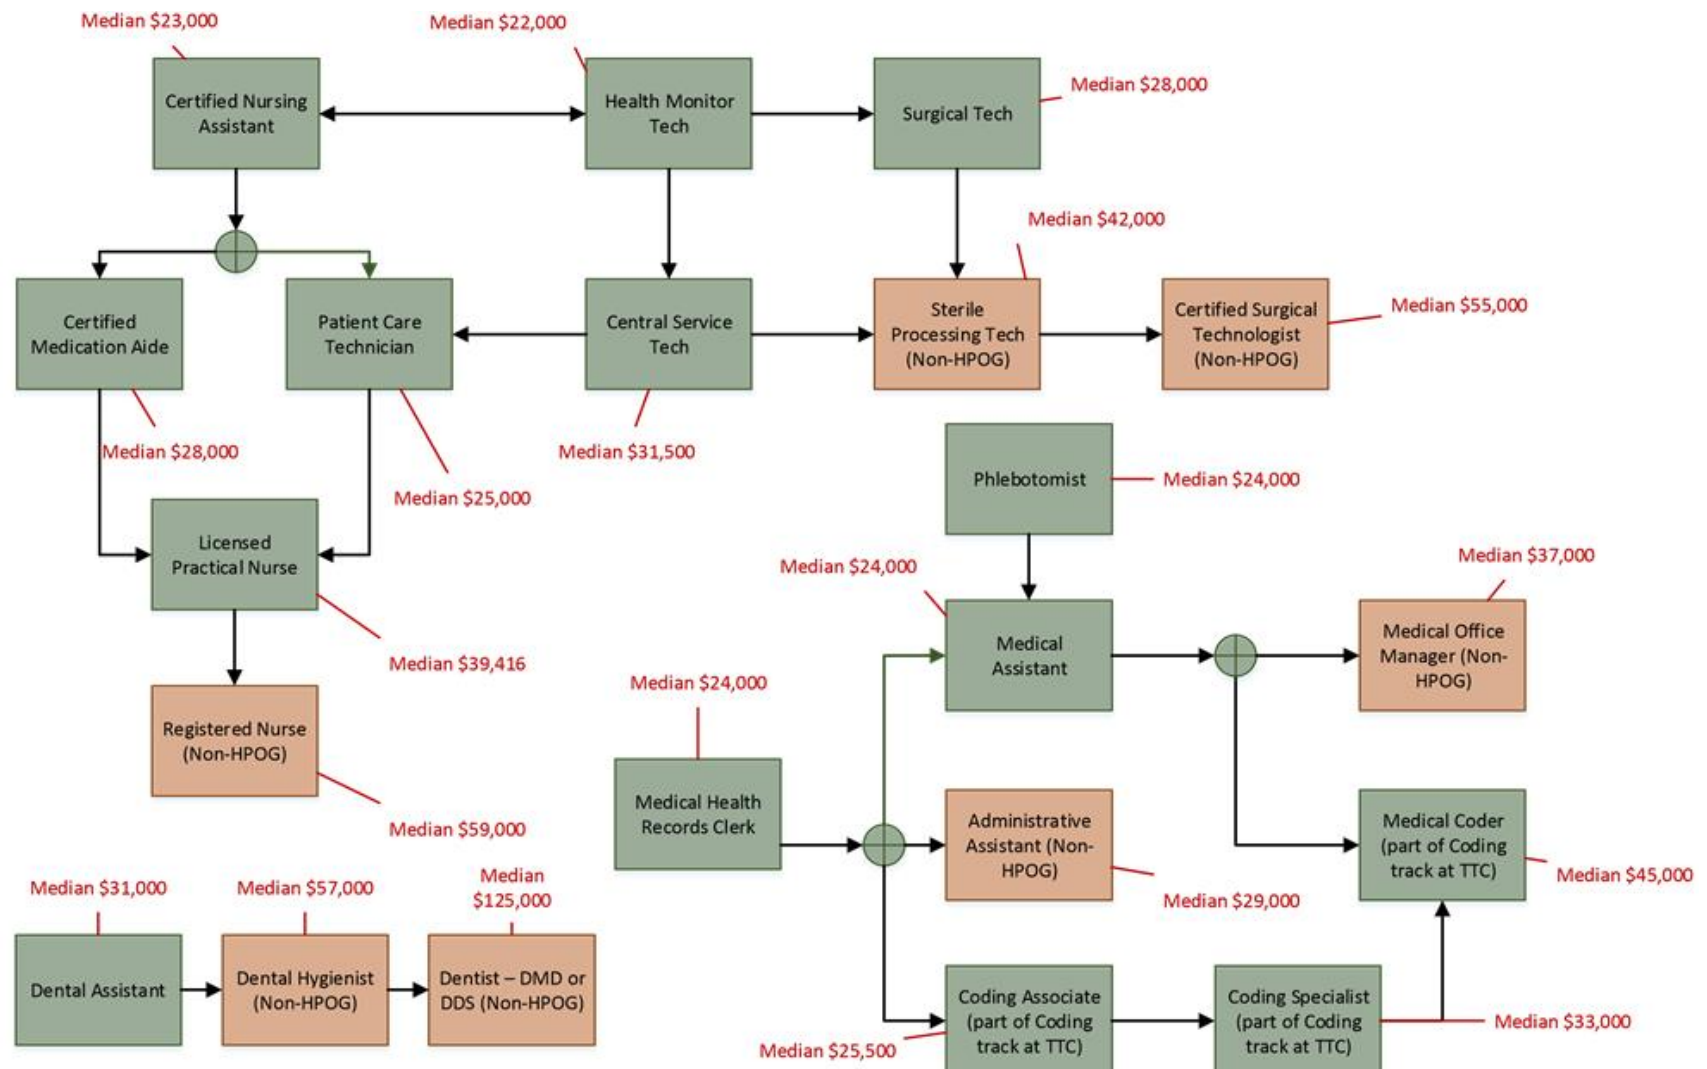 Median $23,000
Median $22,000
Certified Nursing
Assistant
Health Monitor
Tech
Surgical Tech
Median $28,000
Median $42,000
Certified
Medication Aide
Patient Care
Technician
Central Service
Tech
Sterile
Processing Tech
(Non-HPOG)
Certified Surgical
Technologist
(Non-HPOG)
Median $55,000
Median $28,000
Median $25,000
Median $31,500
Phlebotomist
Median $24,000
Licensed
Practical Nurse
Median $39,416
Median $24,000
Medical
Assistant
Median $37,000
Medical Office
Manager (Non-
HPOG)
Registered Nurse
(Non-HPOG)
Median $59,000
Median $24,000
Medical Health
Records Clerk
Administrative
Assistant (Non-
HPOG)
Median $29,000
Medical Coder
(part of Coding
track at TTC)
Median $45,000
Median $31,000
Median $57,000
Median
$125,000
Dental Assistant
Dental Hygienist
(Non-HPOG)
Dentist – DMD or
DDS (Non-HPOG)
Coding Associate
(part of Coding
track at TTC)
Median $25,500
Coding Specialist
(part of Coding
track at TTC)
Median $33,000